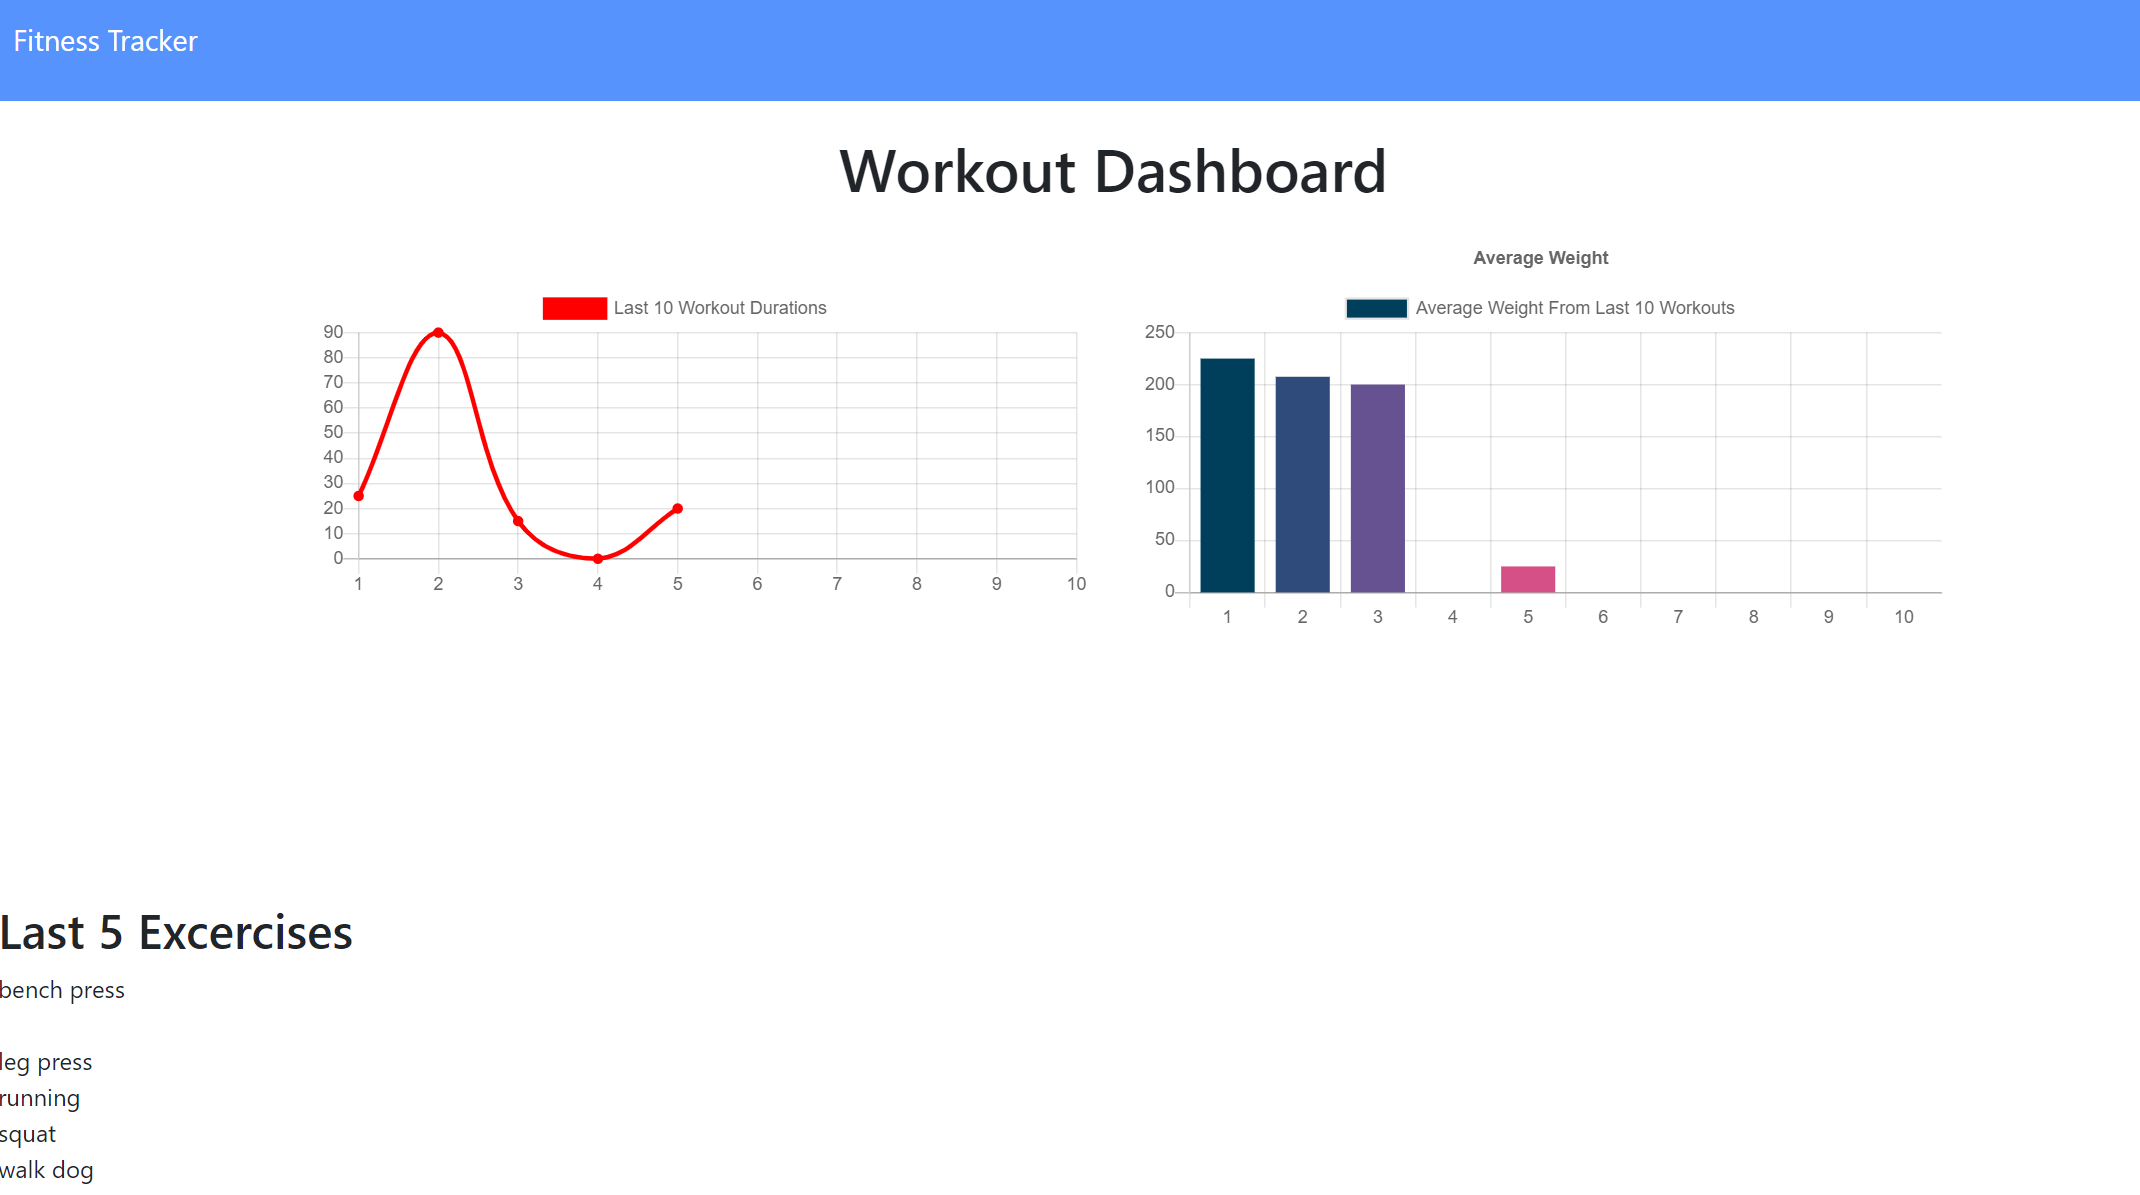 Fitness Tracker
Workout Dashboard
Last 10 Workout Durations
90
80
70
60
50
40
30
20
10
0
1 2 3 4 5 6 7 8 9 10
Average Weight
Average Weight From Last 10 Workouts
250
200
150
100
50
0
1 2 3 4 5 6 7 8 9 10
Last 5 Excercises
bench press
leg press
running
squat
walk dog